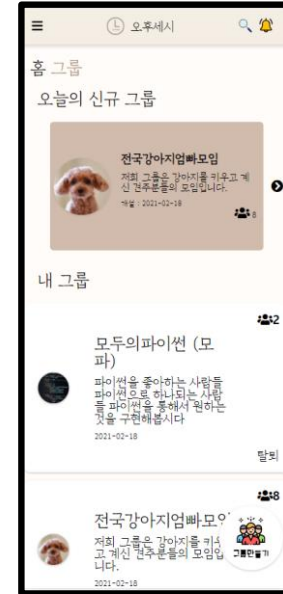 오후세시
홈 그룹
오늘의 신규 그룹
전국강아지엄빠모임
저희 그룹은 강아지를 키우고 계
신 견주분들의 모임입니다.
개설 : 2021-02-18
8
내 그룹
2
모두의파이썬 (모
파)
파이썬을 좋아하는 사람들
파이썬으로 하나되는 사람
들 파이썬을 통해서 원하는
것을 구현해봅시다
2021-02-18
탈퇴
8
전국강아지엄빠모
저희 그룹은 강아지를 키우
고 계신 견주분들의 모임입
니다.
2021-02-18
그룹만들기